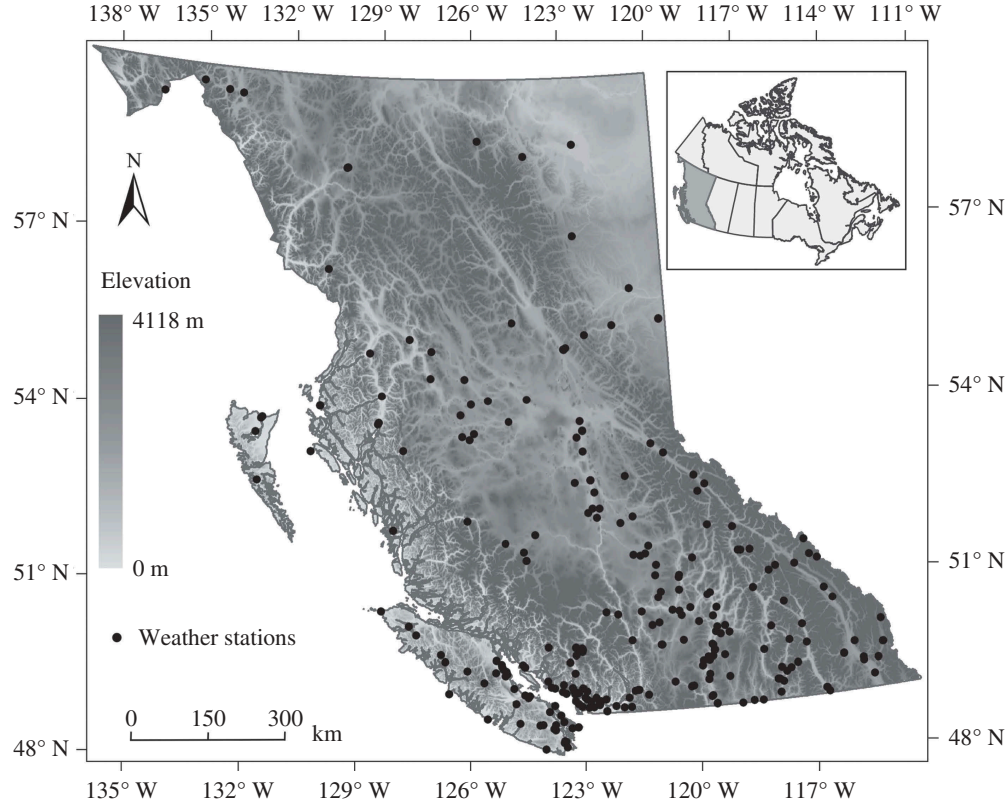 138° W 135° W 132° W 129° W 126° W 123° W 120° W 117° W 114° W 111° W
N
57° N 57° N
Elevation
4118 m
54° N 54° N
0 m
51° N 51° N
Weather stations
0 150 300
km
48° N 48° N
135° W 132° W 129° W 126° W 123° W 120° W 117° W